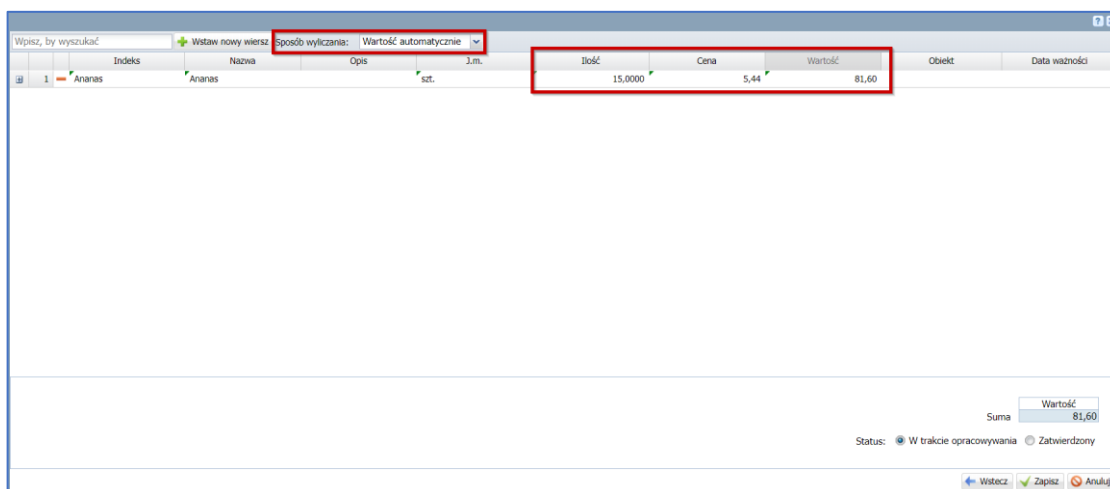 Wpisz, by wyszukać Wstaw nowy wiersz Sposób wyliczania: Wartość automatycznie
Indeks Nazwa Opis J.m. Ilość Cena Wartość Obiekt Data ważności
1 Ananas Ananas szt. 15,0000 5,44 81,60
Wartość
Suma 81,60
Status: W trakcie opracowywania Zatwierdzony
Wstecz Zapisz Anuluj